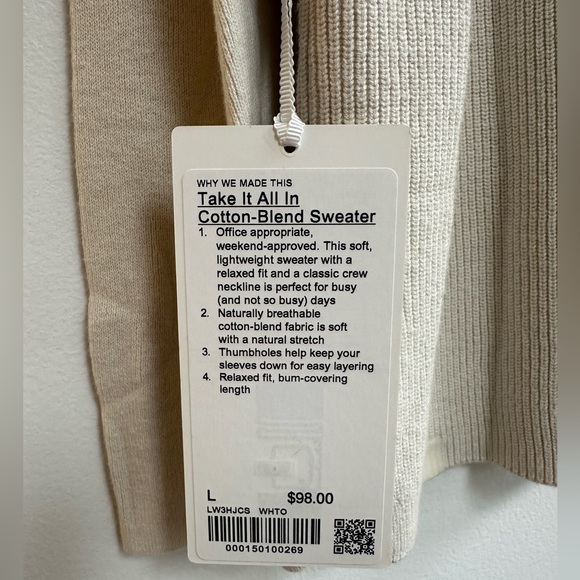 WHY WE MADE THIS
Take It All In
Cotton-Blend Sweater
1. Office appropriate,
weekend-approved. This soft,
lightweight sweater with a
relaxed fit and a classic crew
neckline is perfect for busy
(and not so busy) days
2. Naturally breathable
cotton-blend fabric is soft
with a natural stretch
3. Thumbholes help keep your
sleeves down for easy layering
4. Relaxed fit, bum-covering
length
L $98.00
LW3HJCS WHTO
000150100269